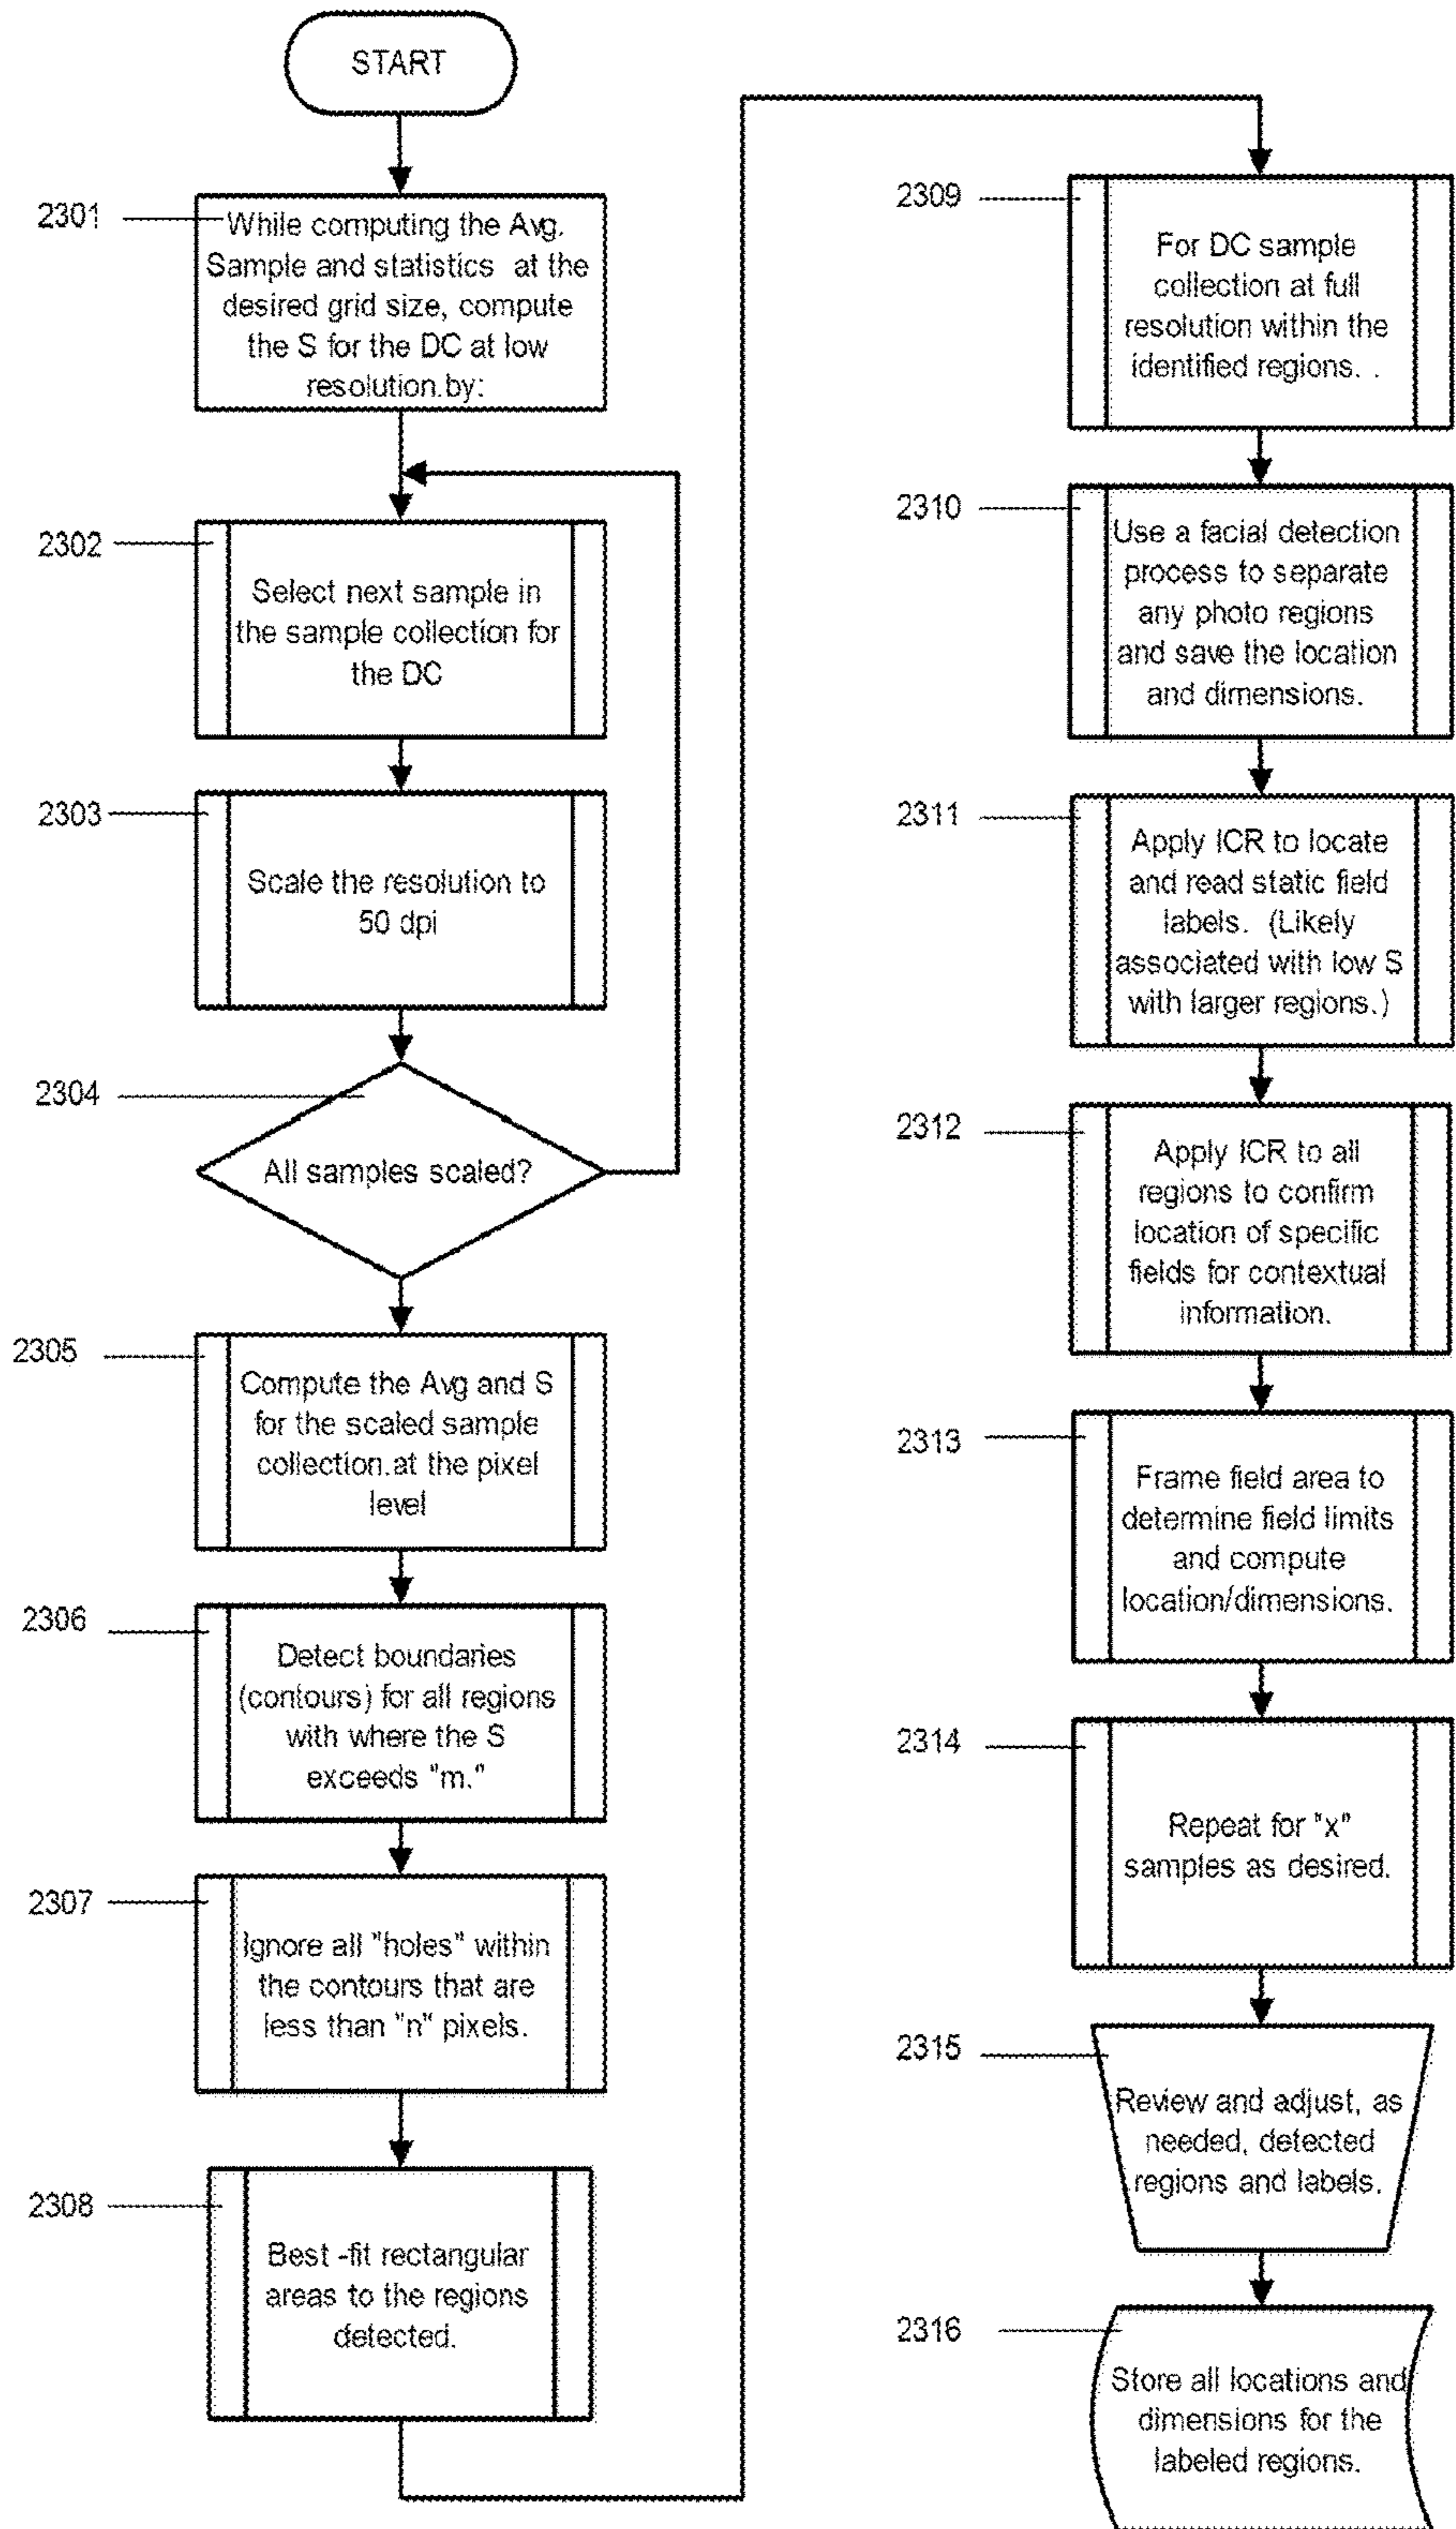 START
2301
While computing the Avg.
Sample and statistics at the
desired grid size, compute
the S for the DC at low
resolution.by:
2302
Select next sample in
the sample collection for
the DC
2303
Scale the resolution to
50 dpi
2304
All samples scaled?
2305
Compute the Avg and S
for the scaled sample
collection.at the pixel
level
2306
Detect boundaries
(contours) for all regions
with where the S
exceeds "m."
2307
Ignore all "holes" within
the contours that are
less than "n" pixels.
2308
Best -fit rectangular
areas to the regions
detected.
2309
For DC sample
collection at full
resolution within the
identified regions. .
2310
Use a facial detection
process to separate
any photo regions
and save the location
and dimensions.
2311
Apply ICR to locate
and read static field
labels. (Likely
associated with low S
with larger regions.)
2312
Apply ICR to all
regions to confirm
location of specific
fields for contextual
information.
2313
Frame field area to
determine field limits
and compute
location/dimensions.
2314
Repeat for "x"
samples as desired.
2315
Review and adjust, as
needed, detected
regions and labels.
2316
Store all locations and
dimensions for the
labeled regions.